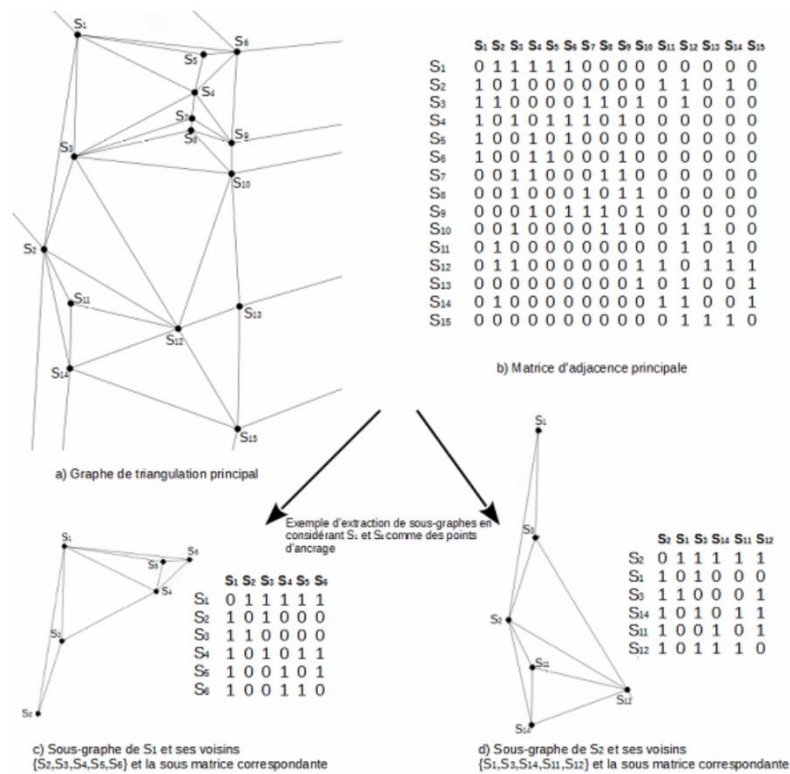 S1
S6
S5
S4
S7
S8
S9
S3
S10
S2
S11
S13
S12
S14
S15
a) Graphe de triangulation principal
S1 S2 S3 S4 S5 S6 S7 S8 S9 S10 S11 S12 S13 S14 S15
S1 0 1 1 1 1 1 0 0 0 0 0 0 0 0 0
S2 1 0 1 0 0 0 0 0 0 0 1 1 0 1 0
S3 1 1 0 0 0 0 1 1 0 1 0 1 0 0 0
S4 1 0 1 0 1 1 1 0 1 0 0 0 0 0 0
S5 1 0 0 1 0 1 0 0 0 0 0 0 0 0 0
S6 1 0 0 1 1 0 0 0 1 0 0 0 0 0 0
S7 0 0 1 1 0 0 0 1 1 0 0 0 0 0 0
S8 0 0 1 0 0 0 1 0 1 1 0 0 0 0 0
S9 0 0 0 1 0 1 1 1 0 1 0 0 0 0 0
S10 0 0 1 0 0 0 0 1 1 0 0 1 1 0 0
S11 0 1 0 0 0 0 0 0 0 0 0 1 0 1 0
S12 0 1 1 0 0 0 0 0 0 1 1 0 1 1 1
S13 0 0 0 0 0 0 0 0 0 1 0 1 0 0 1
S14 0 1 0 0 0 0 0 0 0 0 1 1 0 0 1
S15 0 0 0 0 0 0 0 0 0 0 0 1 1 1 0
b) Matrice d'adjacence principale
Exemple d'extraction de sous-graphes en
considérant S1 et S2 comme des points
d'ancrage
S1
S6
S5
S4
S3
S2
S1 S2 S3 S4 S5 S6
S1 0 1 1 1 1 1
S2 1 0 1 0 0 0
S3 1 1 0 0 0 0
S4 1 0 1 0 1 1
S5 1 0 0 1 0 1
S6 1 0 0 1 1 0
c) Sous-graphe de S1 et ses voisins
{S2,S3,S4,S5,S6} et la sous matrice correspondante
S1
S3
S2
S11
S12
S14
S2 S1 S3 S14 S11 S12
S2 0 1 1 1 1 1
S1 1 0 1 0 0 0
S3 1 1 0 0 0 1
S14 1 0 0 0 1 1
S11 1 0 0 1 0 1
S12 1 0 1 1 1 0
d) Sous-graphe de S2 et ses voisins
{S1,S3,S14,S11,S12} et la sous matrice correspondante